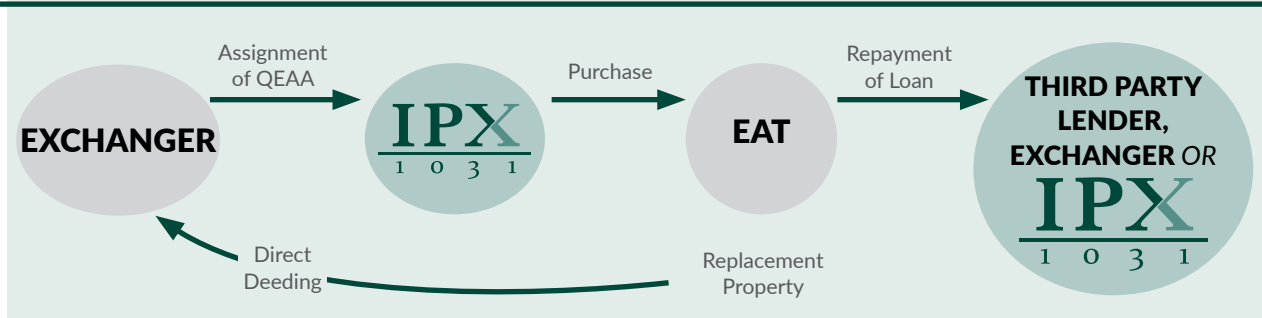 EXCHANGER
Assignment
of QEAA
IPX
1 0 3 1
Purchase
EAT
Repayment
of Loan
THIRD PARTY
LENDER,
EXCHANGER OR
IPX
1 0 3 1
Direct
Deeding
Replacement
Property